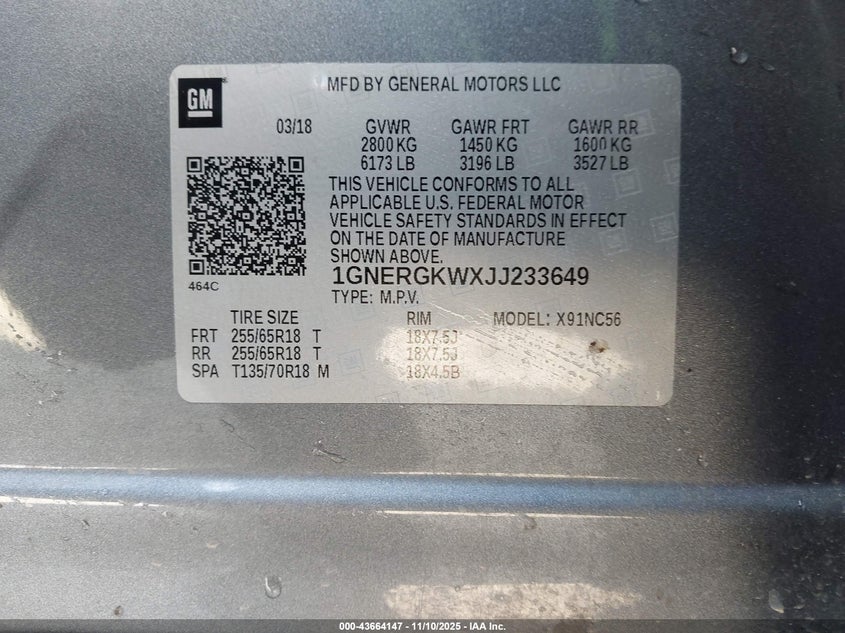 GM
MFD BY GENERAL MOTORS LLC
03/18 GVWR GAWR FRT GAWR RR
2800 KG 1450 KG 1600 KG
6173 LB 3196 LB 3527 LB
THIS VEHICLE CONFORMS TO ALL
APPLICABLE U.S. FEDERAL MOTOR
VEHICLE SAFETY STANDARDS IN EFFECT
ON THE DATE OF MANUFACTURE
SHOWN ABOVE.
464C
1GNERGKWXJJ233649
TYPE: M.P.V.
TIRE SIZE RIM MODEL: X91NC56
FRT 255/65R18 T 18X7.5J
RR 255/65R18 T 18X7.5J
SPA T135/70R18 M 18X4.5B
000-43664147 - 11/10/2025 - IAA Inc.